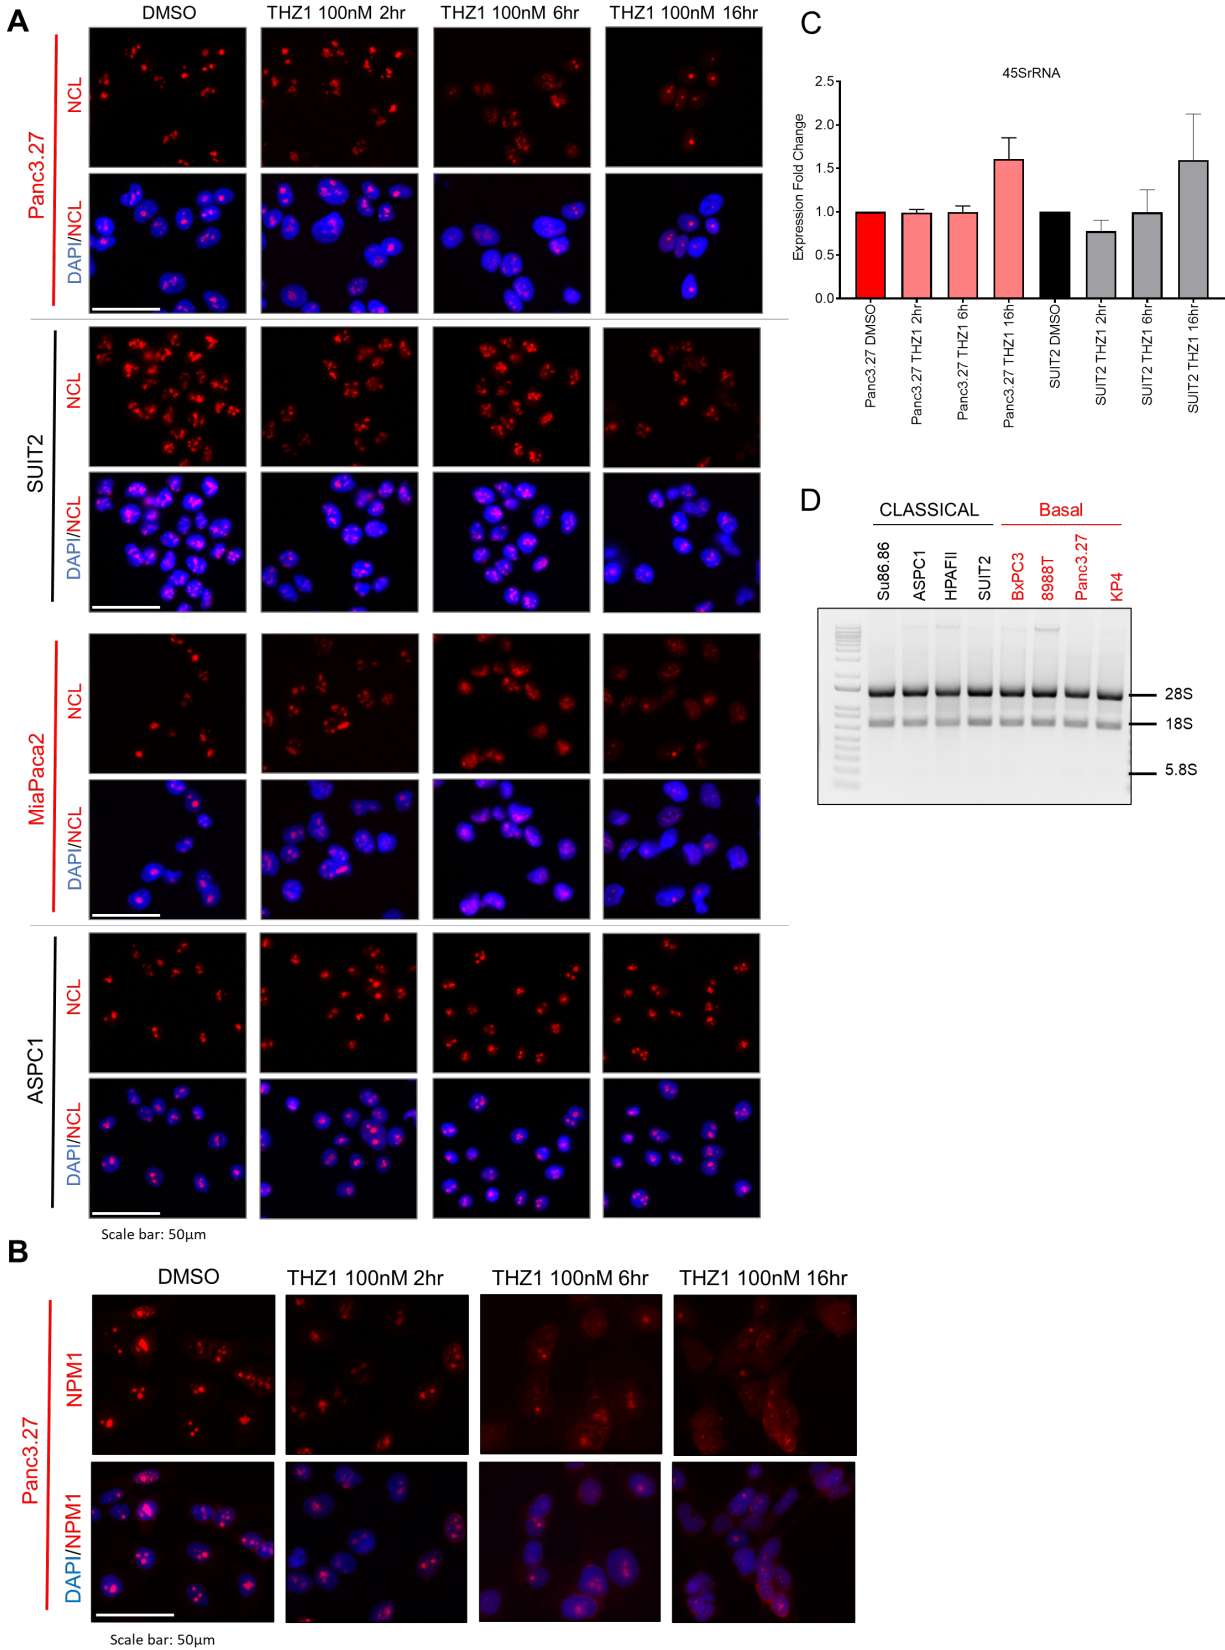 A
DMSO
THZ1 100nM 2hr
THZ1 100nM 6hr
THZ1 100nM 16hr
Panc3.27
NCL
DAPI/NCL
SUIT2
NCL
DAPI/NCL
MiaPaca2
NCL
DAPI/NCL
ASPC1
NCL
DAPI/NCL
Scale bar: 50µm
B
DMSO
THZ1 100nM 2hr
THZ1 100nM 6hr
THZ1 100nM 16hr
Panc3.27
NPM1
DAPI/NPM1
Scale bar: 50µm
C
45SrRNA
Expression Fold Change
2.5
2.0
1.5
1.0
0.5
0.0
Panc3.27 DMSO
Panc3.27 THZ1 2hr
Panc3.27 THZ1 6h
Panc3.27 THZ1 16h
SUIT2 DMSO
SUIT2 THZ1 2hr
SUIT2 THZ1 6hr
SUIT2 THZ1 16hr
D
CLASSICAL
Basal
Su86.86
ASPC1
HPAFII
SUIT2
BxPC3
8988T
Panc3.27
KP4
28S
18S
5.8S